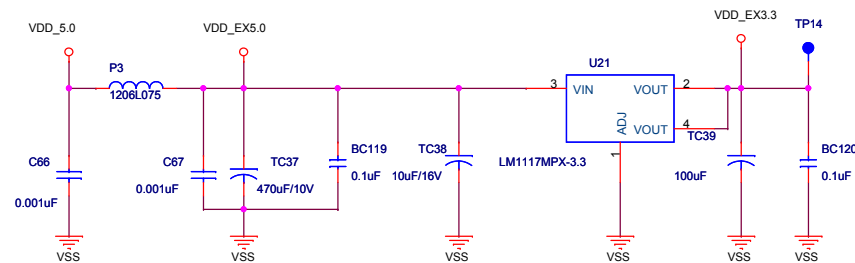 VDD_5.0
VDD_EX5.0
VDD_EX3.3
TP14
P3
1206L075
U21
3
VIN
VOUT
2
ADJ
VOUT
4
TC39
1
C66
0.001uF
C67
0.001uF
TC37
470uF/10V
BC119
0.1uF
TC38
10uF/16V
LM1117MPX-3.3
100uF
BC120
0.1uF
VSS
VSS
VSS
VSS
VSS
VSS